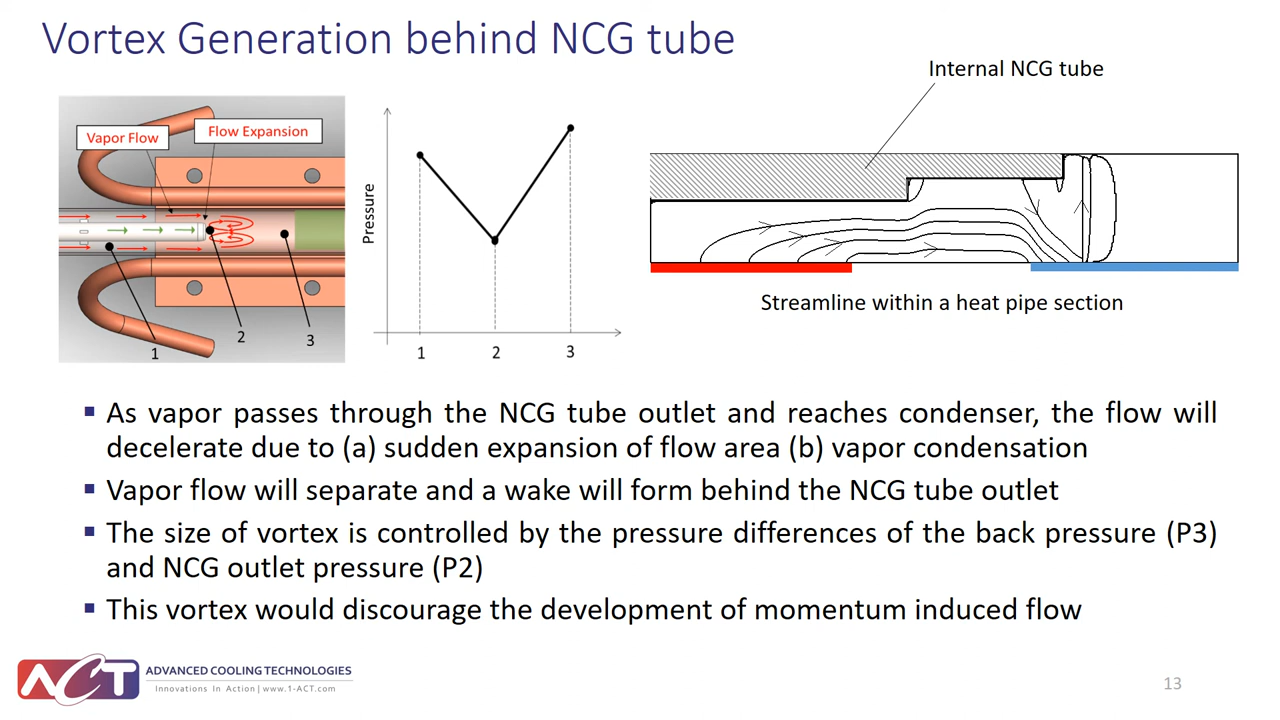 Vortex Generation behind NCG tube
Internal NCG tube
Vapor Flow
Flow Expansion
1
2
3
Pressure
1
2
3
Streamline within a heat pipe section
▪ As vapor passes through the NCG tube outlet and reaches condenser, the flow will
decelerate due to (a) sudden expansion of flow area (b) vapor condensation
▪ Vapor flow will separate and a wake will form behind the NCG tube outlet
▪ The size of vortex is controlled by the pressure differences of the back pressure (P3)
and NCG outlet pressure (P2)
▪ This vortex would discourage the development of momentum induced flow
ACT
ADVANCED COOLING TECHNOLOGIES
Innovations In Action | www.1-ACT.com
13